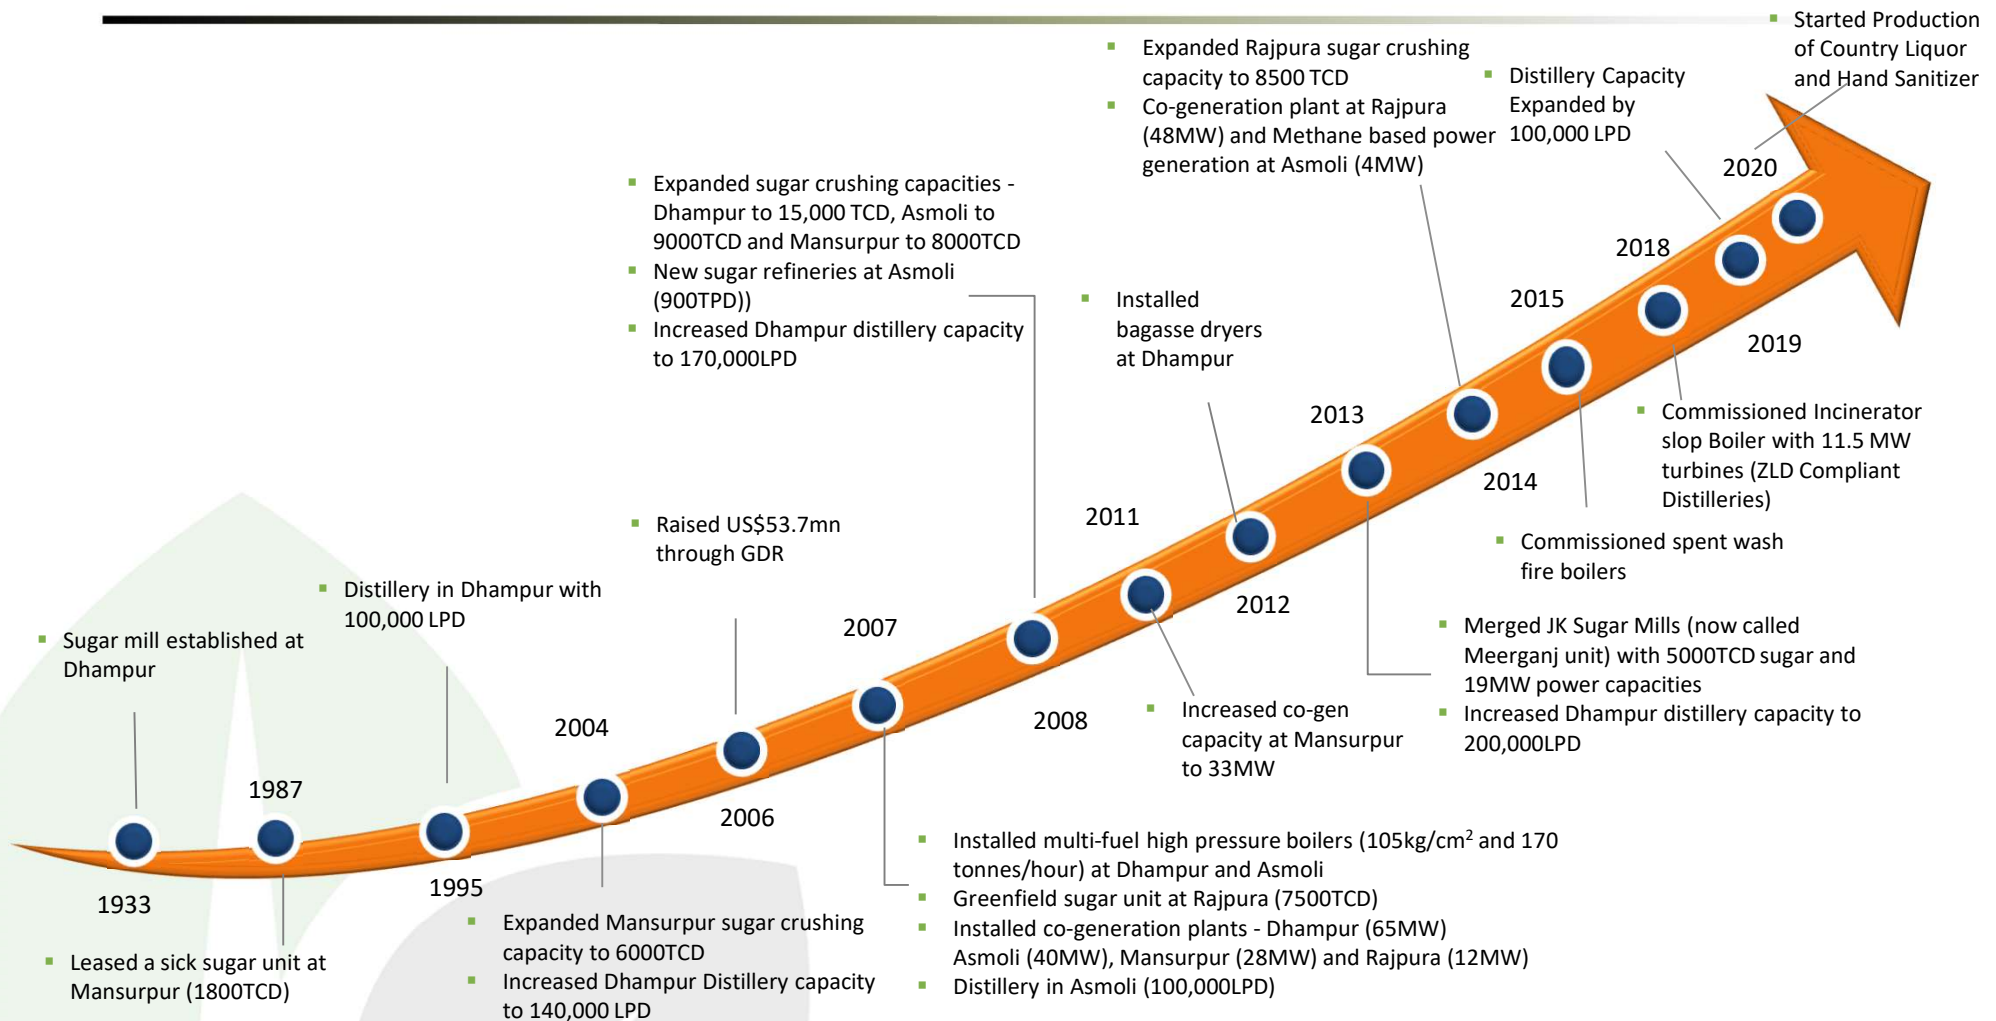 ▪ Started Production
of Country Liquor
and Hand Sanitizer
▪ Expanded Rajpura sugar crushing
capacity to 8500 TCD
▪ Co-generation plant at Rajpura
(48MW) and Methane based power
generation at Asmoli (4MW)
▪ Distillery Capacity
Expanded by
100,000 LPD
2020
▪ Expanded sugar crushing capacities -
Dhampur to 15,000 TCD, Asmoli to
9000TCD and Mansurpur to 8000TCD
▪ New sugar refineries at Asmoli
(900TPD))
▪ Increased Dhampur distillery capacity
to 170,000LPD
▪ Installed
bagasse dryers
at Dhampur
2018
2015
2019
2013
▪ Commissioned Incinerator
slop Boiler with 11.5 MW
turbines (ZLD Compliant
Distilleries)
2014
2011
▪ Raised US$53.7mn
through GDR
▪ Commissioned spent wash
fire boilers
▪ Distillery in Dhampur with
100,000 LPD
2012
2007
▪ Sugar mill established at
Dhampur
▪ Merged JK Sugar Mills (now called
Meerganj unit) with 5000TCD sugar and
19MW power capacities
▪ Increased Dhampur distillery capacity to
200,000LPD
2008
▪ Increased co-gen
capacity at Mansurpur
to 33MW
2004
1987
2006
▪ Installed multi-fuel high pressure boilers (105kg/cm² and 170
tonnes/hour) at Dhampur and Asmoli
▪ Greenfield sugar unit at Rajpura (7500TCD)
▪ Installed co-generation plants - Dhampur (65MW)
Asmoli (40MW), Mansurpur (28MW) and Rajpura (12MW)
▪ Distillery in Asmoli (100,000LPD)
1995
1933
▪ Expanded Mansurpur sugar crushing
capacity to 6000TCD
▪ Increased Dhampur Distillery capacity
to 140,000 LPD
▪ Leased a sick sugar unit at
Mansurpur (1800TCD)